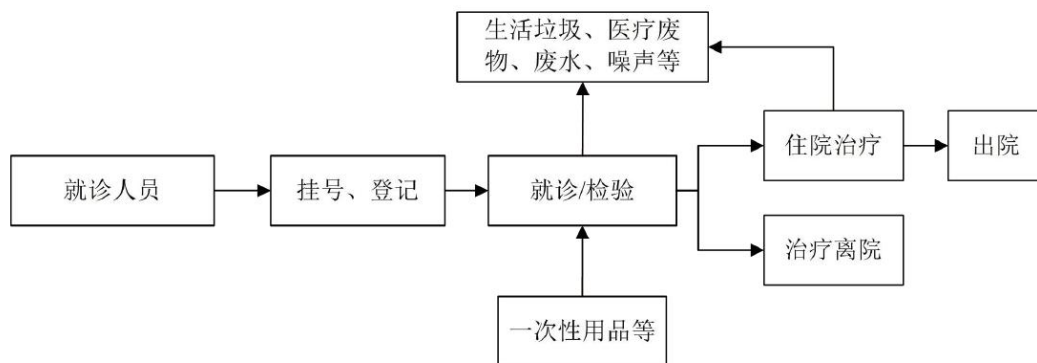 生活垃圾、医疗废
物、废水、噪声等
住院治疗
出院
就诊人员
挂号、登记
就诊/检验
治疗离院
一次性用品等